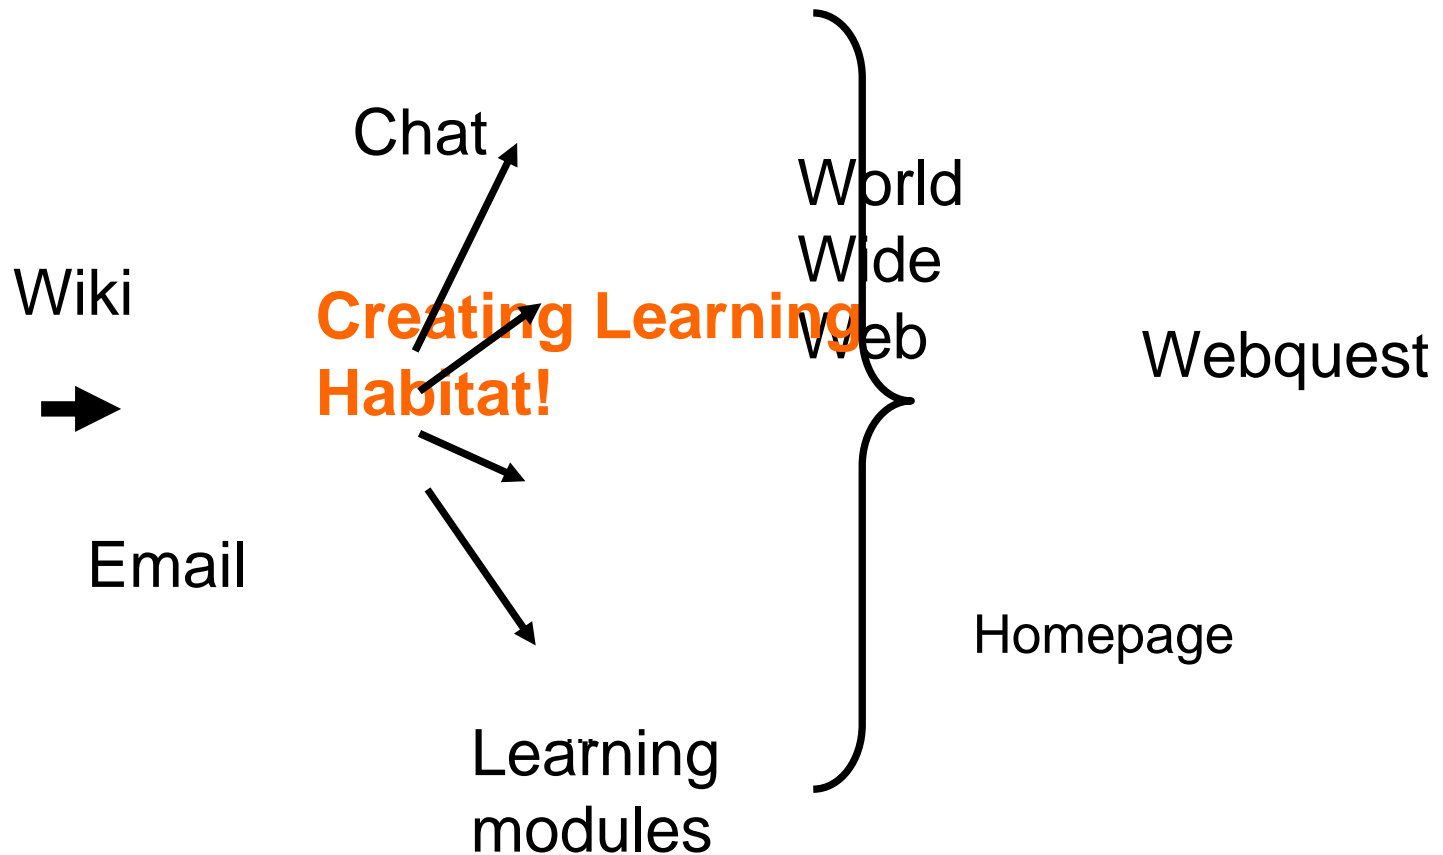 Chat
World
Wide
Web
Wiki
Creating Learning
Habitat!
Webquest
Email
Homepage
Learning
modules